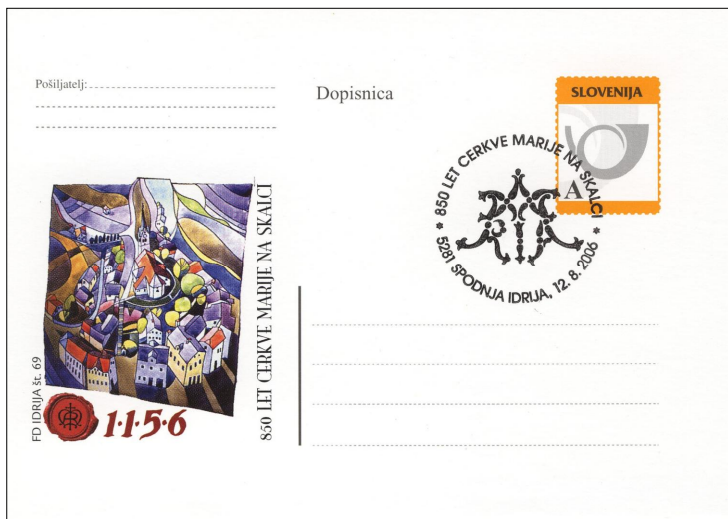 Pošiljatelj:
Dopisnica
SLOVENIJA
A
* 850 LET CERKVE MARIJE NA SKALCI *
5281 SPODNJA IDRIJA, 12.8.2006
850 LET CERKVE MARIJE NA SKALCI
FD IDRIJA št. 69
1·1·5·6